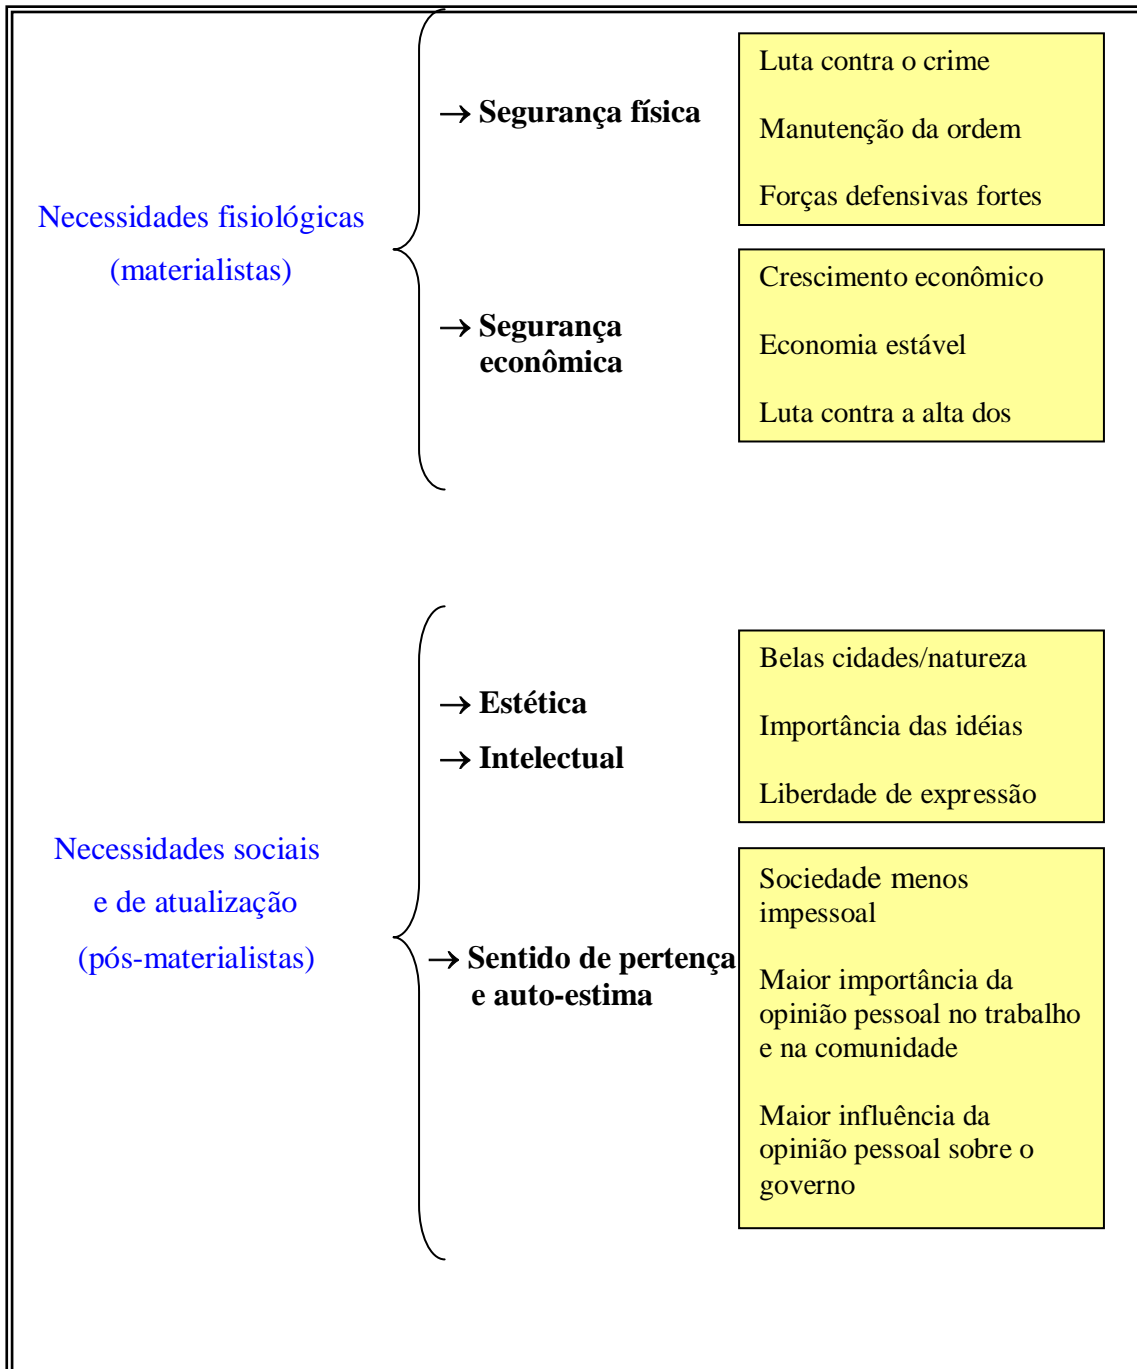 Necessidades fisiológicas
(materialistas)
→ Segurança física
Luta contra o crime
Manutenção da ordem
Forças defensivas fortes
→ Segurança
econômica
Crescimento econômico
Economia estável
Luta contra a alta dos
Necessidades sociais
e de atualização
(pós-materialistas)
→ Estética
→ Intelectual
Belas cidades/natureza
Importância das idéias
Liberdade de expressão
→ Sentido de pertença
e auto-estima
Sociedade menos
impessoal
Maior importância da
opinião pessoal no trabalho
e na comunidade
Maior influência da
opinião pessoal sobre o
governo